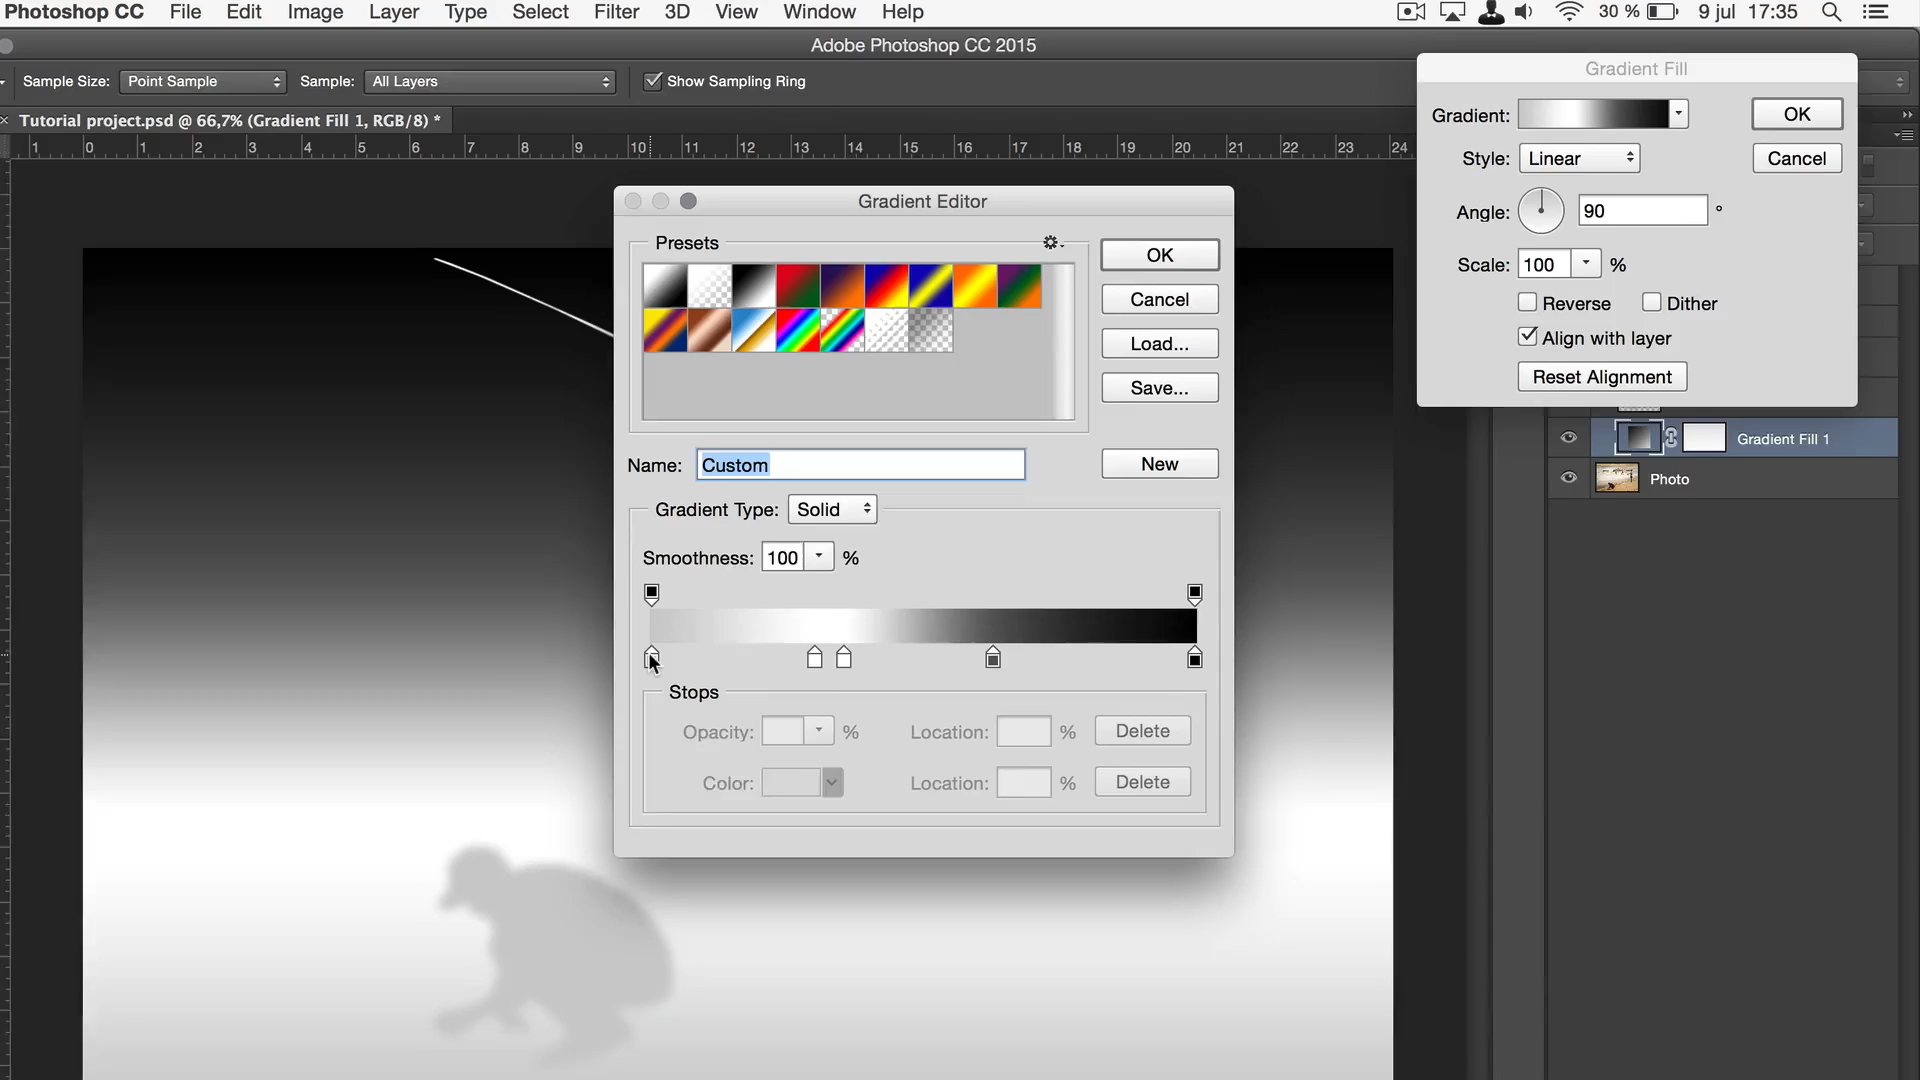 Photoshop CC File Edit Image Layer Type Select Filter 3D View Window Help 30 % 9 jul 17:35
Adobe Photoshop CC 2015
Sample Size: Point Sample Sample: All Layers Show Sampling Ring
Tutorial project.psd @ 66,7% (Gradient Fill 1, RGB/8) *
1 0 1 2 3 4 5 6 7 8 9 10 11 12 13 14 15 16 17 18 19 20 21 22 23 24
Gradient Fill
Gradient: OK
Style: Linear Cancel
Angle: 90 °
Scale: 100 %
Reverse Dither
Align with layer
Reset Alignment
Gradient Editor
Presets
OK
Cancel
Load...
Save...
Name: Custom New
Gradient Type: Solid
Smoothness: 100 %
Stops
Opacity: % Location: % Delete
Color: Location: % Delete
Gradient Fill 1
Photo